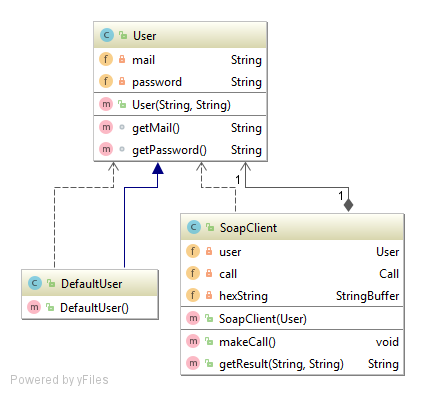 C User
f mail String
f password String
m User(String, String)
m getMail() String
m getPassword() String
1
1
C SoapClient
f user User
f call Call
f hexString StringBuffer
m SoapClient(User)
m makeCall() void
m getResult(String, String) String
C DefaultUser
m DefaultUser()
Powered by yFiles